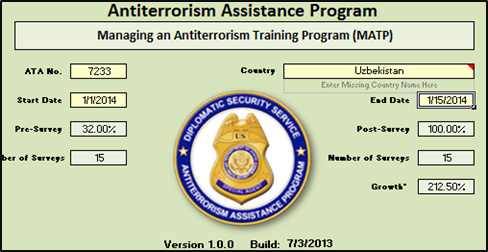 Antiterrorism Assistance Program
Managing an Antiterrorism Training Program (MATP)
ATA No. 7233 Country Uzbekistan
Enter Missing Country Name Here
Start Date 1/1/2014 End Date 1/15/2014
Pre-Survey 32.00% Post-Survey 100.00%
ber of Surveys 15 Number of Surveys 15
Growth* 212.50%
DIPLOMATIC SECURITY SERVICE
US
SPECIAL AGENT
ANTITERRORISM ASSISTANCE PROGRAM
Version 1.0.0 Build: 7/3/2013